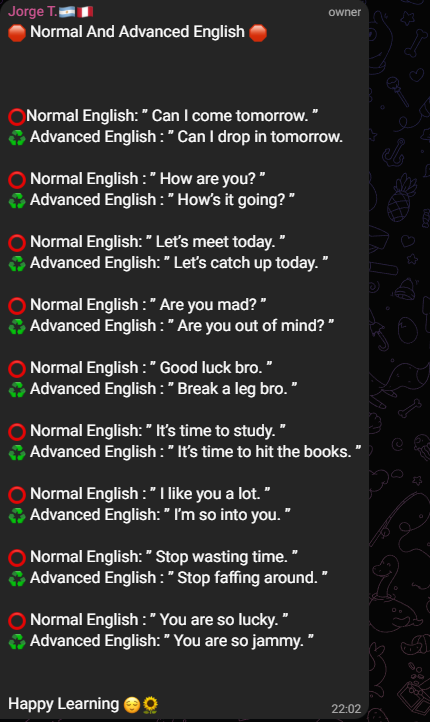 Jorge T.🇦🇷🇵🇪 owner
🛑 Normal And Advanced English 🛑
⭕Normal English: ” Can I come tomorrow. ”
♻️ Advanced English : ” Can I drop in tomorrow.
⭕ Normal English : ” How are you? ”
♻️ Advanced English : ” How’s it going? ”
⭕ Normal English: ” Let’s meet today. ”
♻️ Advanced English: ” Let’s catch up today. ”
⭕ Normal English : ” Are you mad? ”
♻️ Advanced English : ” Are you out of mind? ”
⭕ Normal English : ” Good luck bro. ”
♻️ Advanced English : ” Break a leg bro. ”
⭕ Normal English: ” It’s time to study. ”
♻️ Advanced English : ” It’s time to hit the books. ”
⭕ Normal English : ” I like you a lot. ”
♻️ Advanced English: ” I’m so into you. ”
⭕ Normal English: ” Stop wasting time. ”
♻️ Advanced English : ” Stop faffing around. ”
⭕ Normal English : ” You are so lucky. ”
♻️ Advanced English: ” You are so jammy. ”
Happy Learning 😌🌻
22:02